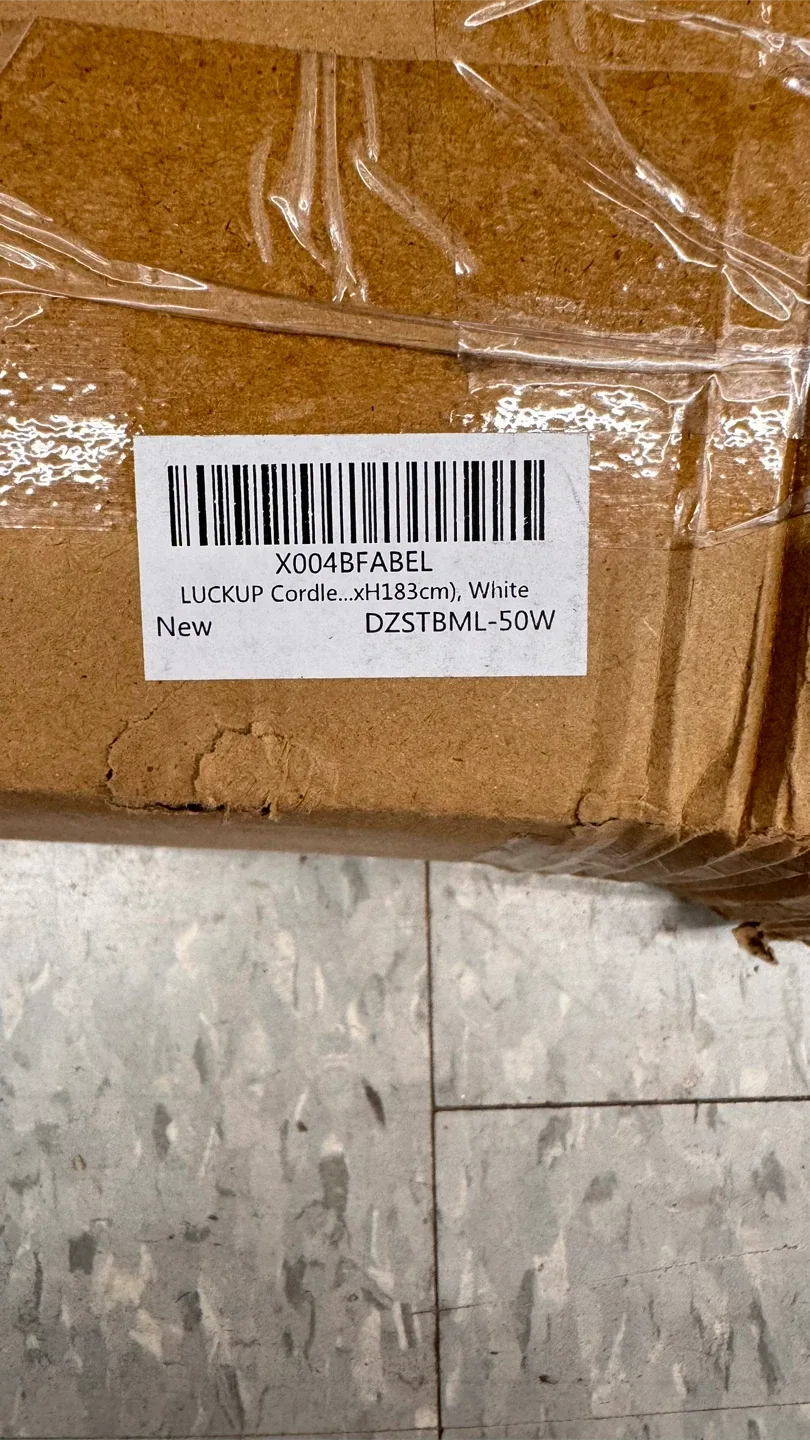 X004BFABEL
LUCKUP Cordle...xH183cm), White
New DZSTBML-50W